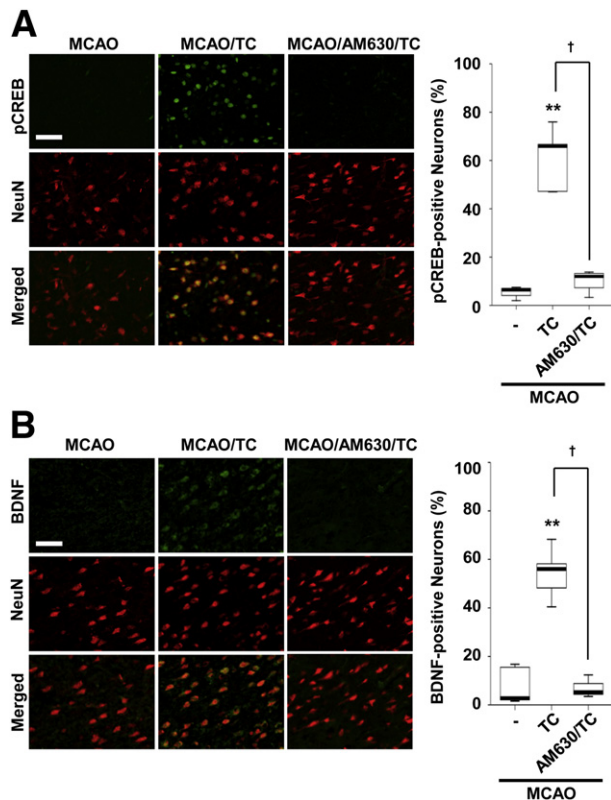 A
MCAO MCAO/TC MCAO/AM630/TC
pCREB
NeuN
Merged
pCREB-positive Neurons (%)
100
80
60
40
20
0
†
**
- TC AM630/TC
MCAO
B
MCAO MCAO/TC MCAO/AM630/TC
BDNF
NeuN
Merged
BDNF-positive Neurons (%)
100
80
60
40
20
0
†
**
- TC AM630/TC
MCAO